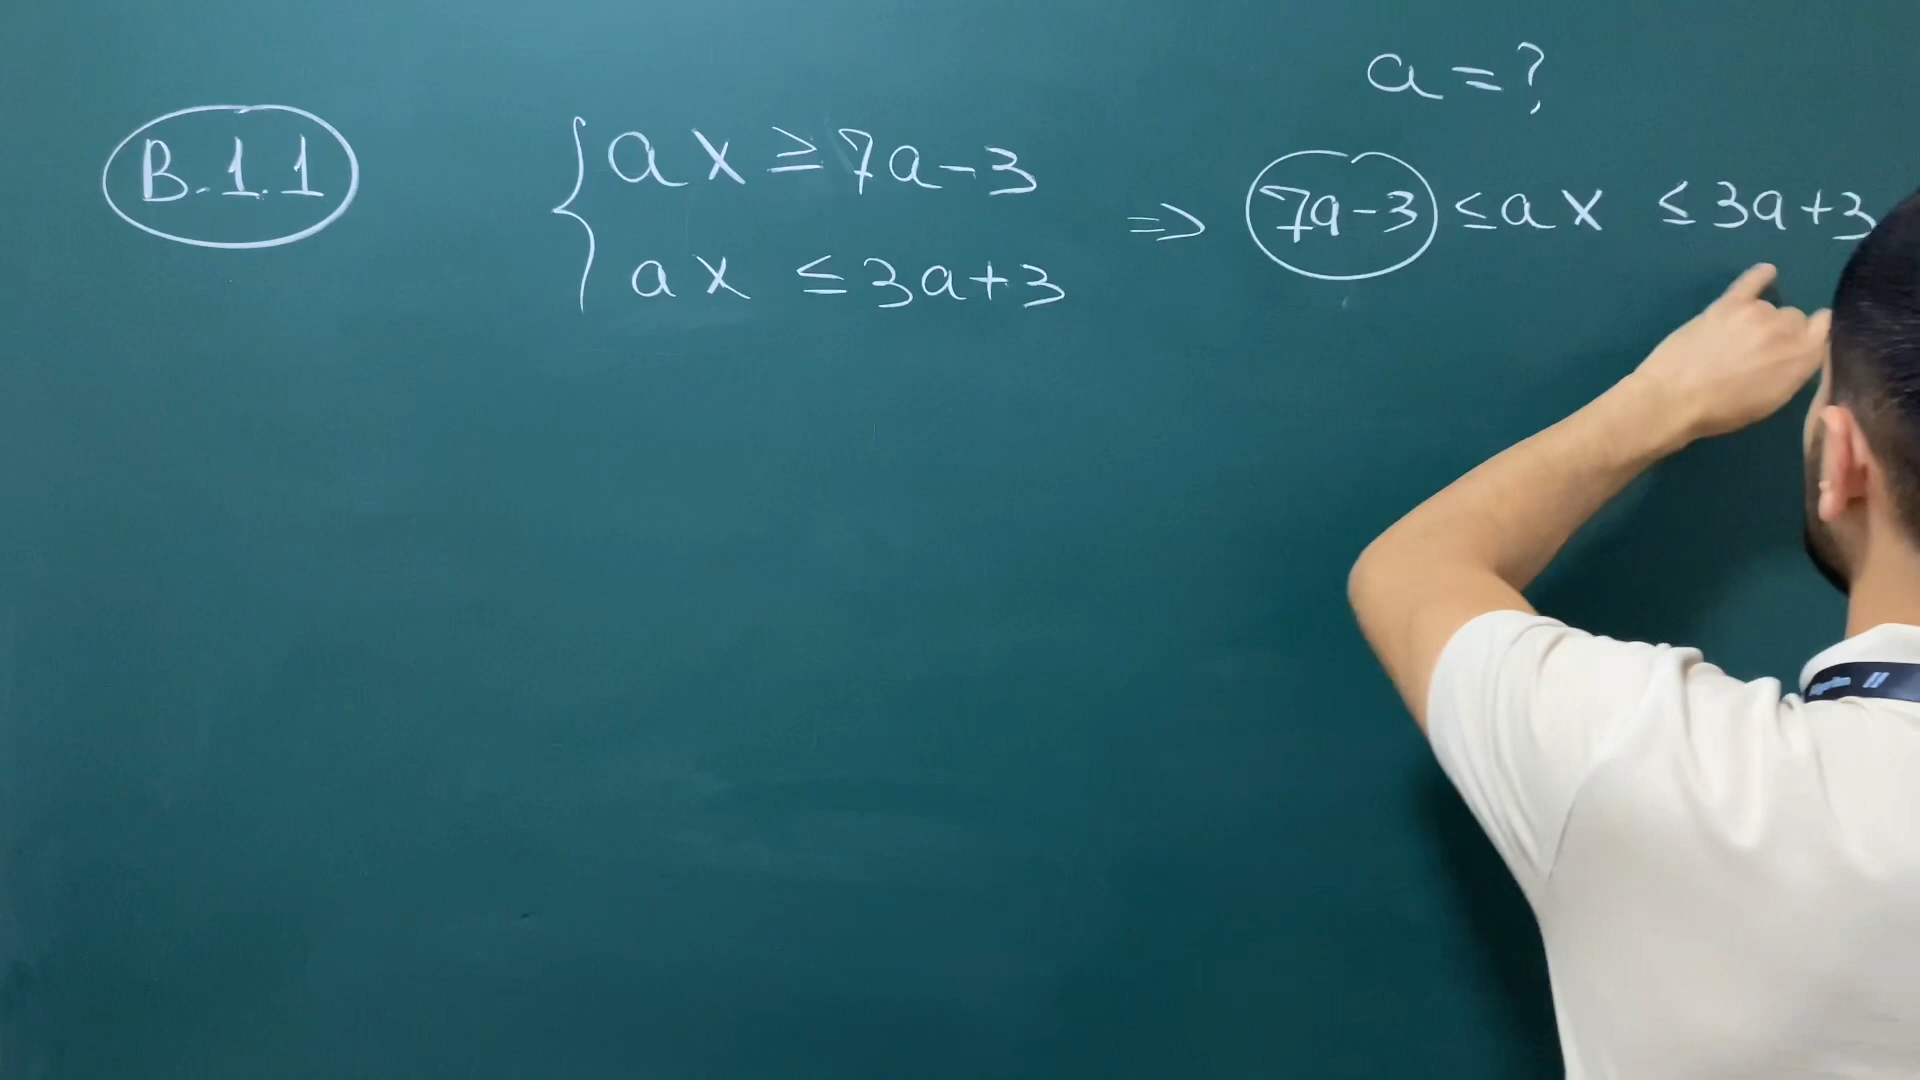 a = ?
B.1.1
ax ≥ 7a-3
⇒ 7a-3 ≤ ax ≤ 3a+3
ax ≤ 3a+3